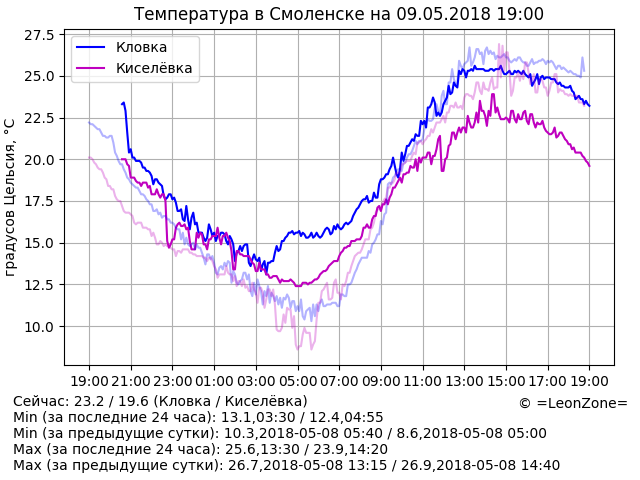 Температура в Смоленске на 09.05.2018 19:00
Кловка
Киселёвка
градусов Цельсия, °C
27.5
25.0
22.5
20.0
17.5
15.0
12.5
10.0
19:00 21:00 23:00 01:00 03:00 05:00 07:00 09:00 11:00 13:00 15:00 17:00 19:00
Сейчас: 23.2 / 19.6 (Кловка / Киселёвка)
© =LeonZone=
Min (за последние 24 часа): 13.1,03:30 / 12.4,04:55
Min (за предыдущие сутки): 10.3,2018-05-08 05:40 / 8.6,2018-05-08 05:00
Max (за последние 24 часа): 25.6,13:30 / 23.9,14:20
Max (за предыдущие сутки): 26.7,2018-05-08 13:15 / 26.9,2018-05-08 14:40